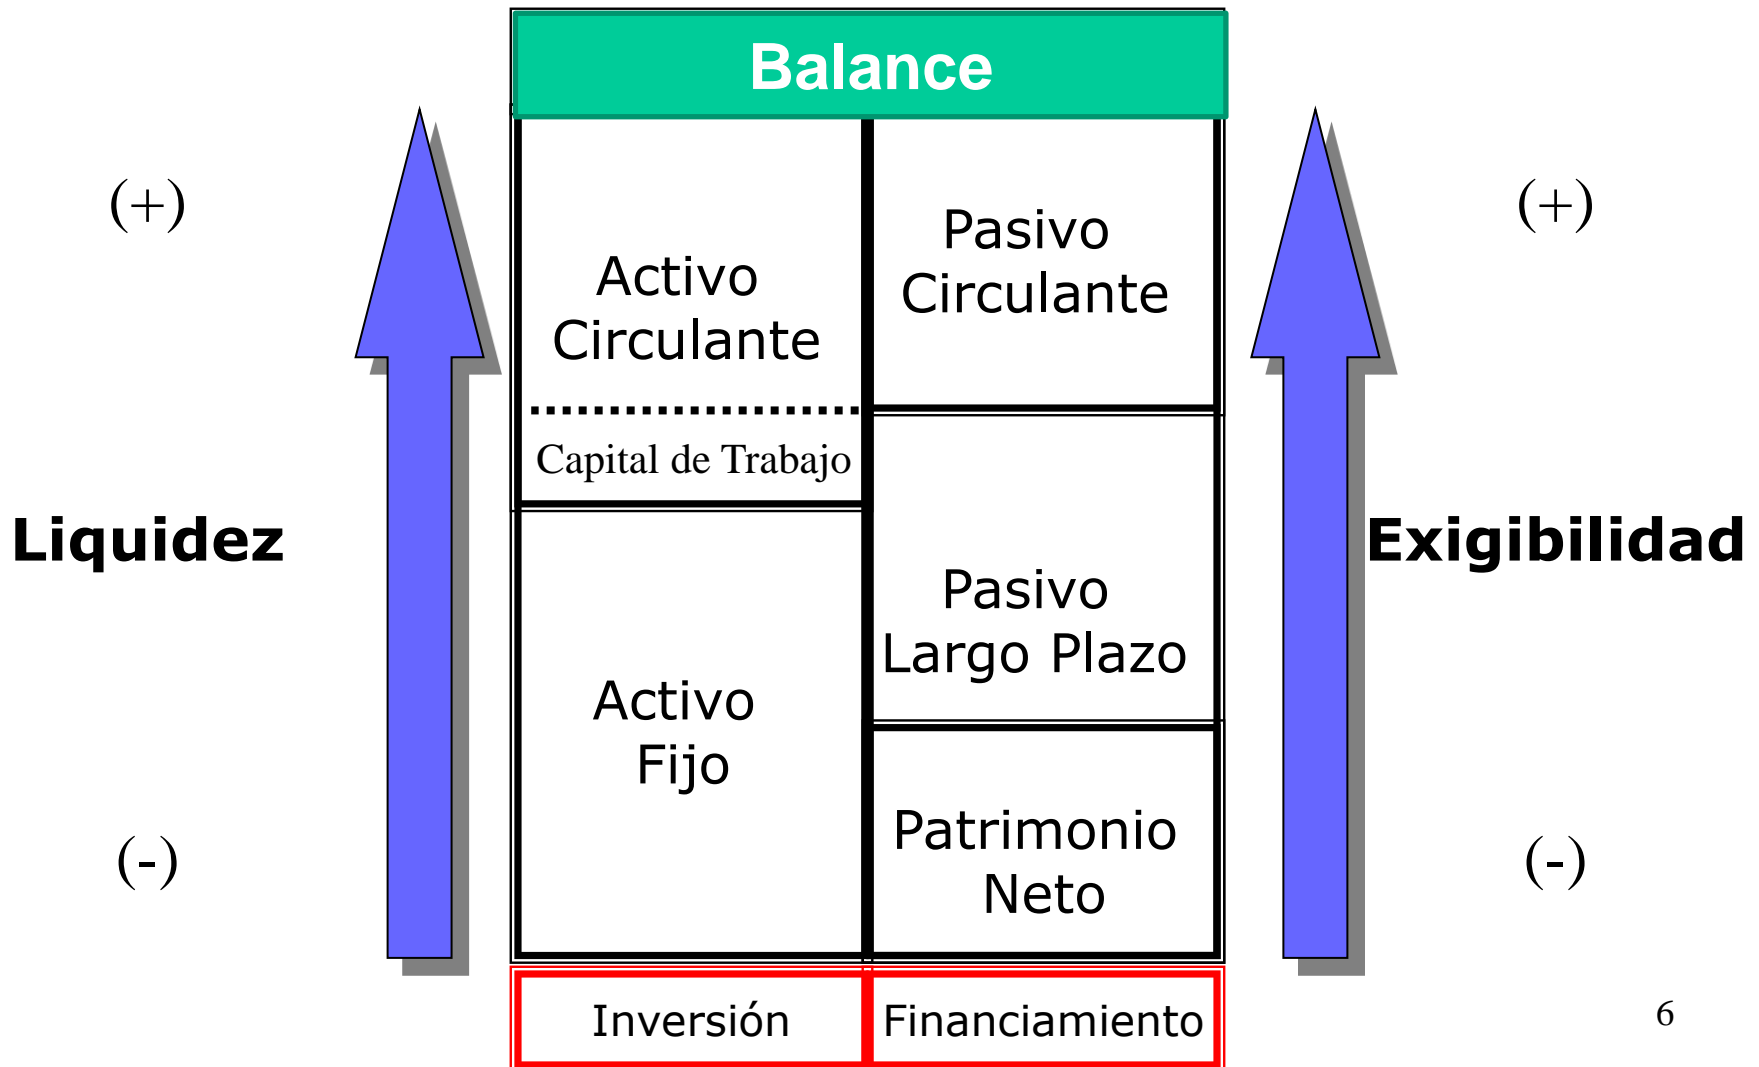 Balance
(+)
(+)
Activo
Circulante
Capital de Trabajo
Pasivo
Circulante
Liquidez
Exigibilidad
Activo
Fijo
Pasivo
Largo Plazo
Patrimonio
Neto
(-)
(-)
Inversión
Financiamiento
6